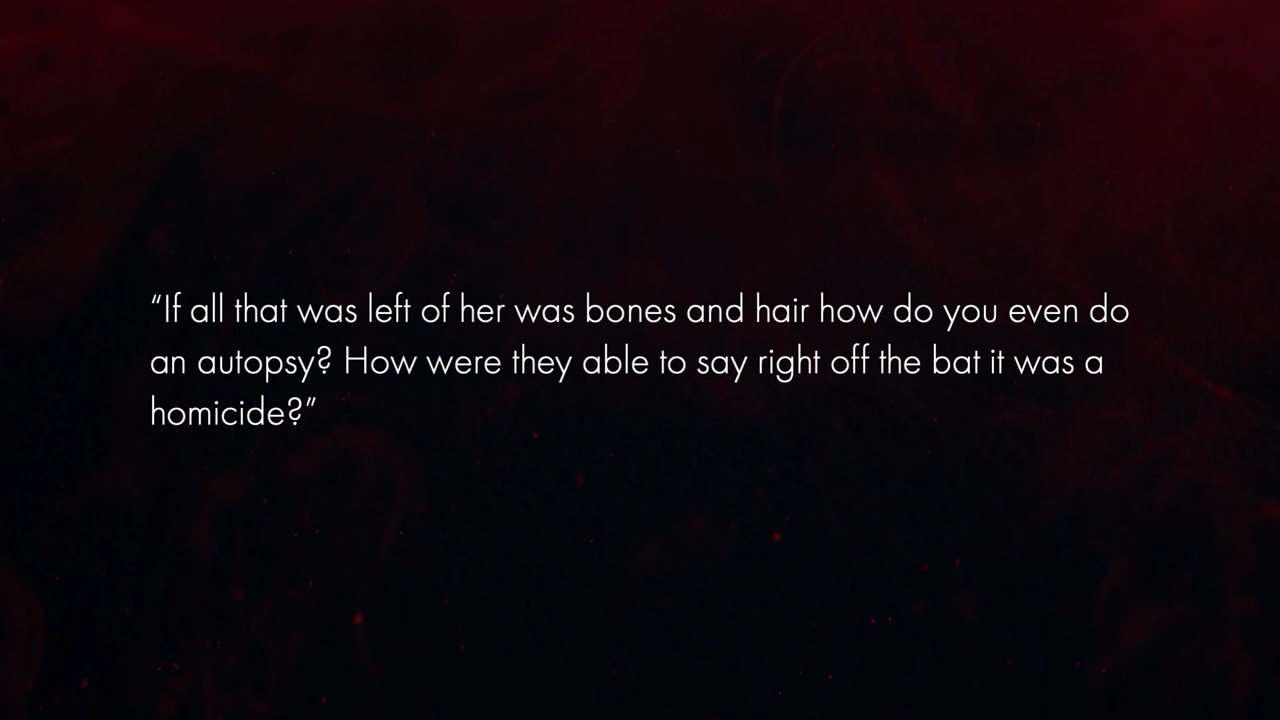 “If all that was left of her was bones and hair how do you even do
an autopsy? How were they able to say right off the bat it was a
homicide?”